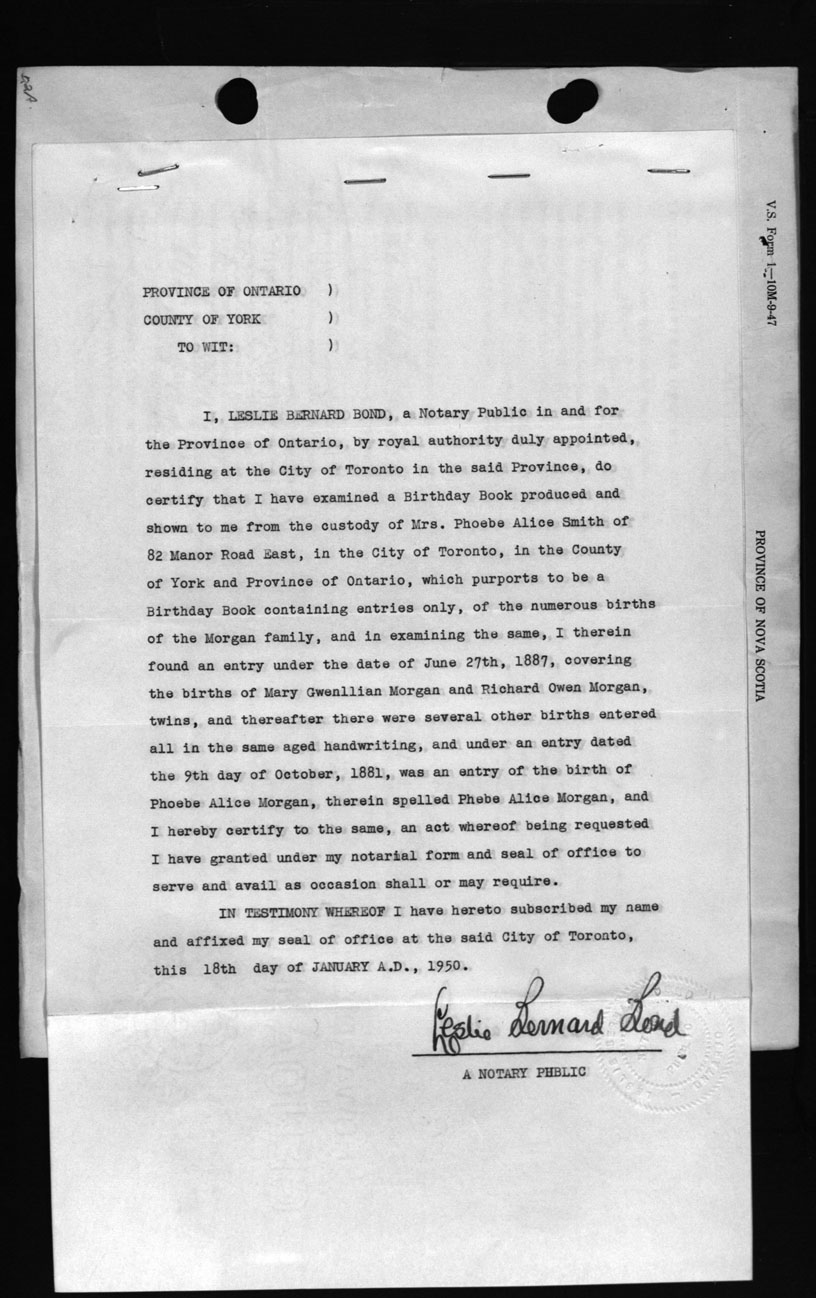 V.S. Form 1—10M-9-47
PROVINCE OF NOVA SCOTIA
PROVINCE OF ONTARIO )
COUNTY OF YORK )
TO WIT: )
I, LESLIE BERNARD BOND, a Notary Public in and for
the Province of Ontario, by royal authority duly appointed,
residing at the City of Toronto in the said Province, do
certify that I have examined a Birthday Book produced and
shown to me from the custody of Mrs. Phoebe Alice Smith of
82 Manor Road East, in the City of Toronto, in the County
of York and Province of Ontario, which purports to be a
Birthday Book containing entries only, of the numerous births
of the Morgan family, and in examining the same, I therein
found an entry under the date of June 27th, 1887, covering
the births of Mary Gwenllian Morgan and Richard Owen Morgan,
twins, and thereafter there were several other births entered
all in the same aged handwriting, and under an entry dated
the 9th day of October, 1881, was an entry of the birth of
Phoebe Alice Morgan, therein spelled Phebe Alice Morgan, and
I hereby certify to the same, an act whereof being requested
I have granted under my notarial form and seal of office to
serve and avail as occasion shall or may require.
IN TESTIMONY WHEREOF I have hereto subscribed my name
and affixed my seal of office at the said City of Toronto,
this 18th day of JANUARY A.D., 1950.
Leslie Bernard Bond
A NOTARY PHBLIC